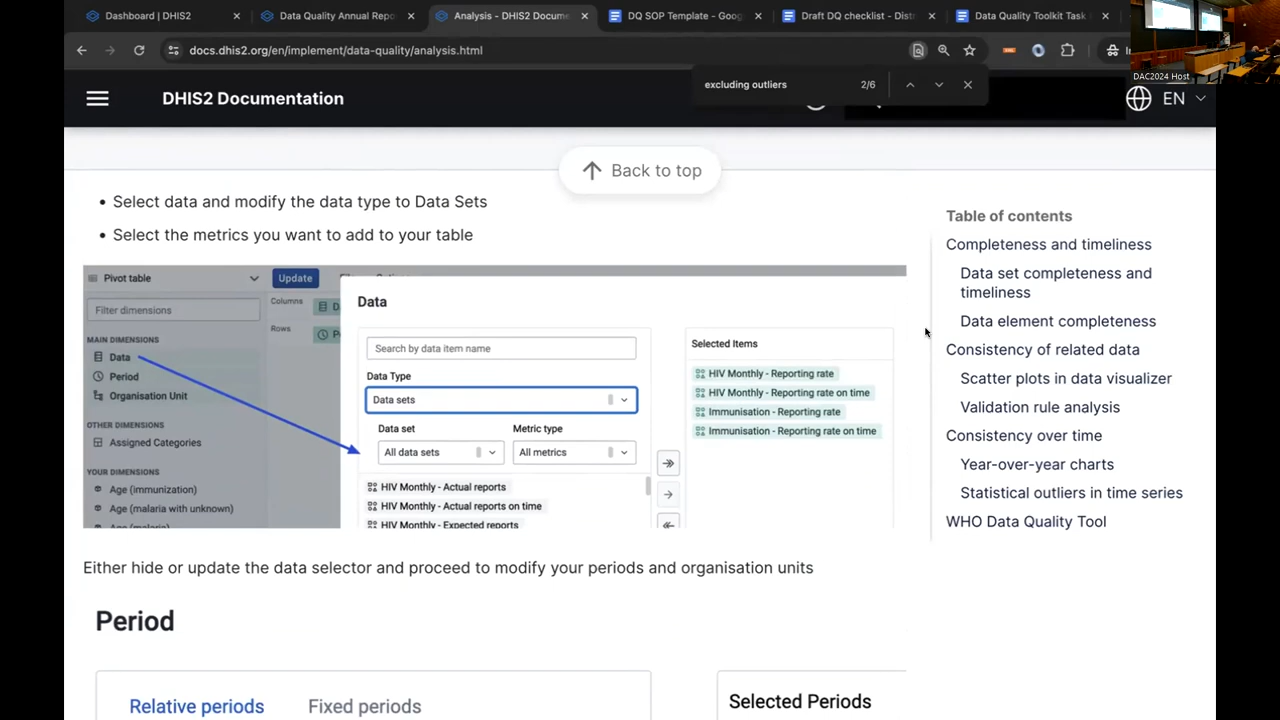 Dashboard | DHIS2
Data Quality Annual Repo
Analysis - DHIS2 Docume
DQ SOP Template - Goog
Draft DQ checklist - Dist
Data Quality Toolkit Task
docs.dhis2.org/en/implement/data-quality/analysis.html
DAC2024 Host
excluding outliers 2/6
DHIS2 Documentation
EN
Back to top
• Select data and modify the data type to Data Sets
• Select the metrics you want to add to your table
Pivot table
Update
Filter dimensions
Columns
Rows
MAIN DIMENSIONS
Data
Period
Organisation Unit
OTHER DIMENSIONS
Assigned Categories
YOUR DIMENSIONS
Age (immunization)
Age (malaria with unknown)
Age (malaria)
Data
Search by data item name
Data Type
Data sets
Data set
Metric type
All data sets
All metrics
HIV Monthly - Actual reports
HIV Monthly - Actual reports on time
HIV Monthly - Expected reports
Selected Items
HIV Monthly - Reporting rate
HIV Monthly - Reporting rate on time
Immunisation - Reporting rate
Immunisation - Reporting rate on time
Either hide or update the data selector and proceed to modify your periods and organisation units
Period
Relative periods
Fixed periods
Selected Periods
Table of contents
Completeness and timeliness
Data set completeness and
timeliness
Data element completeness
Consistency of related data
Scatter plots in data visualizer
Validation rule analysis
Consistency over time
Year-over-year charts
Statistical outliers in time series
WHO Data Quality Tool